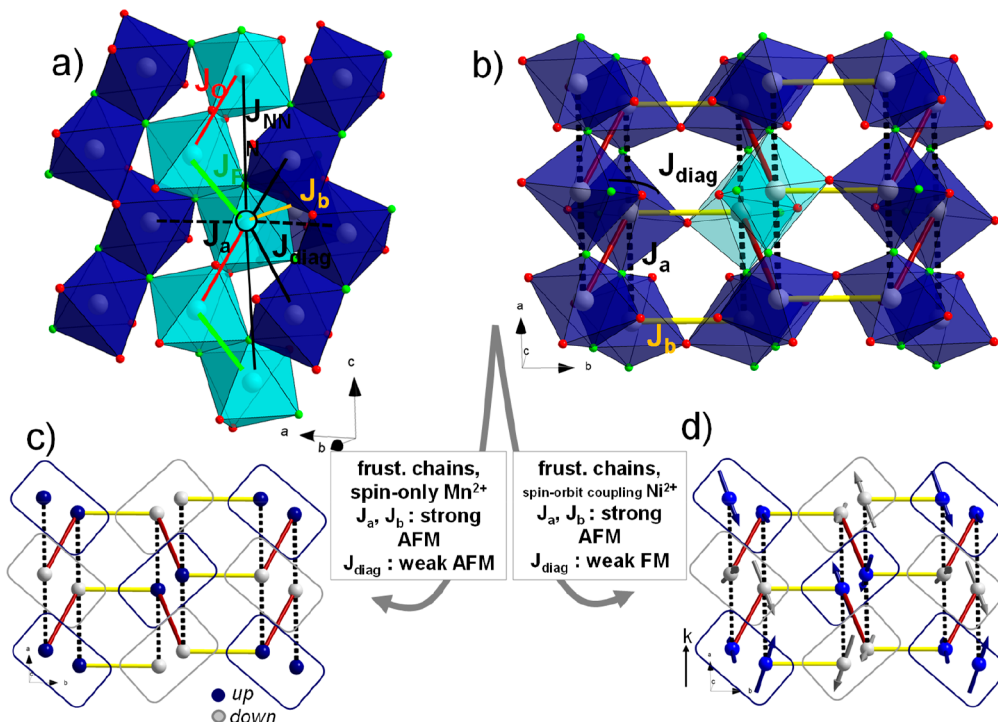 a)
J_O
J_NN
N
J_F
J_b
J_a
J_diag
c
a
b
b)
J_diag
J_a
J_b
a
c
b
c)
frust. chains,
spin-only Mn²⁺
J_a, J_b : strong
AFM
J_diag : weak AFM
frust. chains,
spin-orbit coupling Ni²⁺
J_a, J_b : strong
AFM
J_diag : weak FM
d)
a
c
b
up
down
k
a
c
b